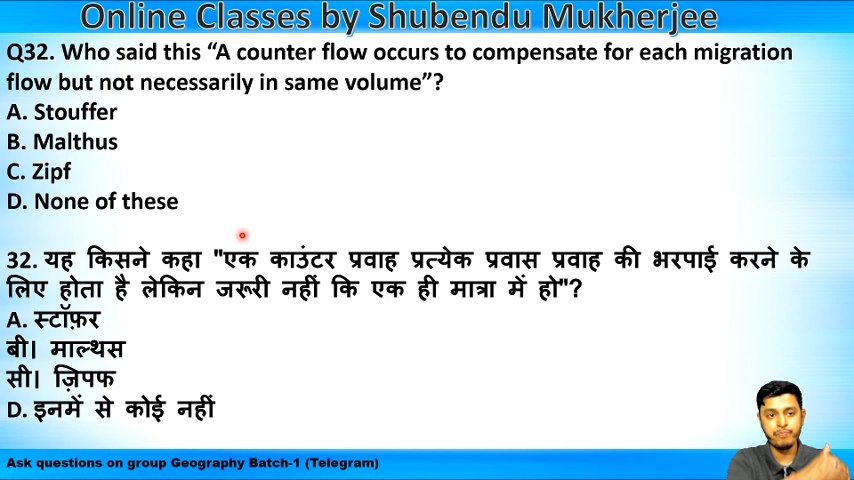 Online Classes by Shubendu Mukherjee
Q32. Who said this “A counter flow occurs to compensate for each migration
flow but not necessarily in same volume”?
A. Stouffer
B. Malthus
C. Zipf
D. None of these
32. यह किसने कहा "एक काउंटर प्रवाह प्रत्येक प्रवास प्रवाह की भरपाई करने के
लिए होता है लेकिन जरूरी नहीं कि एक ही मात्रा में हो"?
A. स्टॉफ़र
बी। माल्थस
सी। ज़िपफ
D. इनमें से कोई नहीं
Ask questions on group Geography Batch-1 (Telegram)